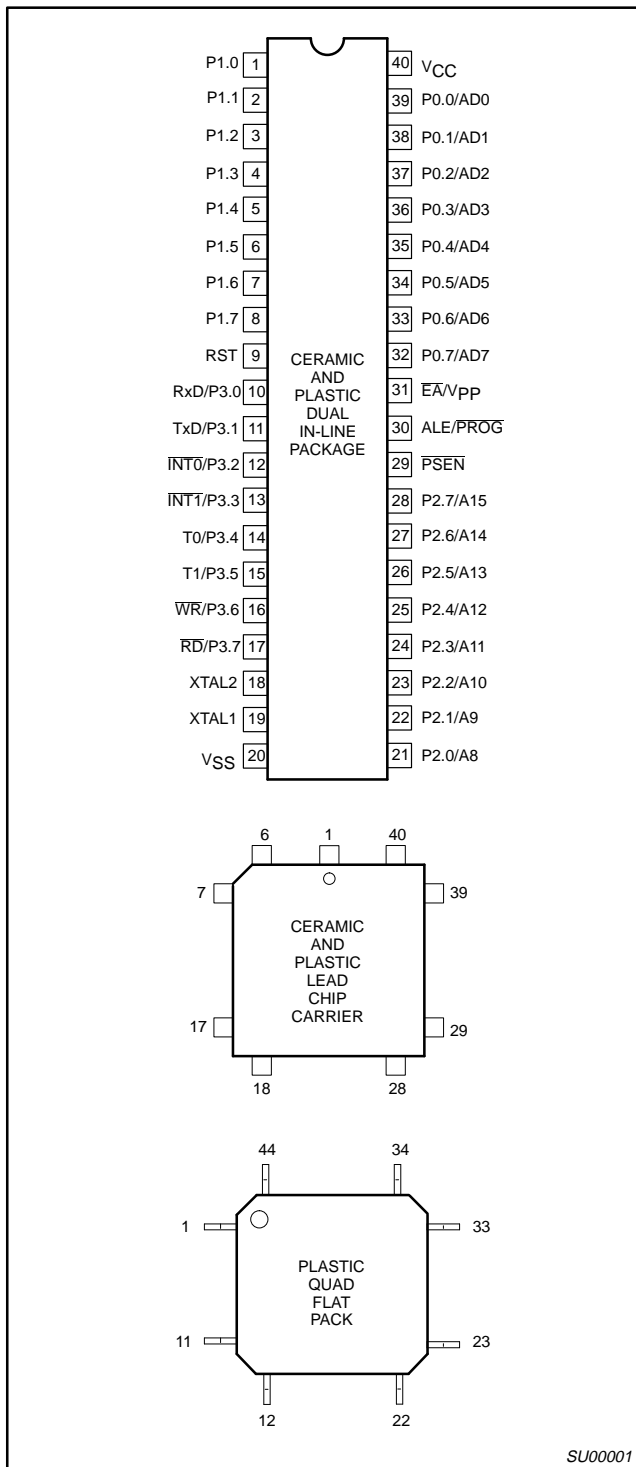 P1.0 1 40 VCC
P1.1 2 39 P0.0/AD0
P1.2 3 38 P0.1/AD1
P1.3 4 37 P0.2/AD2
P1.4 5 36 P0.3/AD3
P1.5 6 35 P0.4/AD4
P1.6 7 34 P0.5/AD5
P1.7 8 33 P0.6/AD6
RST 9 32 P0.7/AD7
RxD/P3.0 10 31 E̅A̅/VPP
TxD/P3.1 11 30 ALE/P̅R̅O̅G̅
I̅N̅T̅0̅/P3.2 12 29 P̅S̅E̅N̅
I̅N̅T̅1̅/P3.3 13 28 P2.7/A15
T0/P3.4 14 27 P2.6/A14
T1/P3.5 15 26 P2.5/A13
W̅R̅/P3.6 16 25 P2.4/A12
R̅D̅/P3.7 17 24 P2.3/A11
XTAL2 18 23 P2.2/A10
XTAL1 19 22 P2.1/A9
VSS 20 21 P2.0/A8
CERAMIC
AND
PLASTIC
DUAL
IN-LINE
PACKAGE
6 1 40
7 39
CERAMIC
AND
PLASTIC
LEAD
CHIP
CARRIER
17 29
18 28
44 34
1 33
PLASTIC
QUAD
FLAT
PACK
11 23
12 22
SU00001